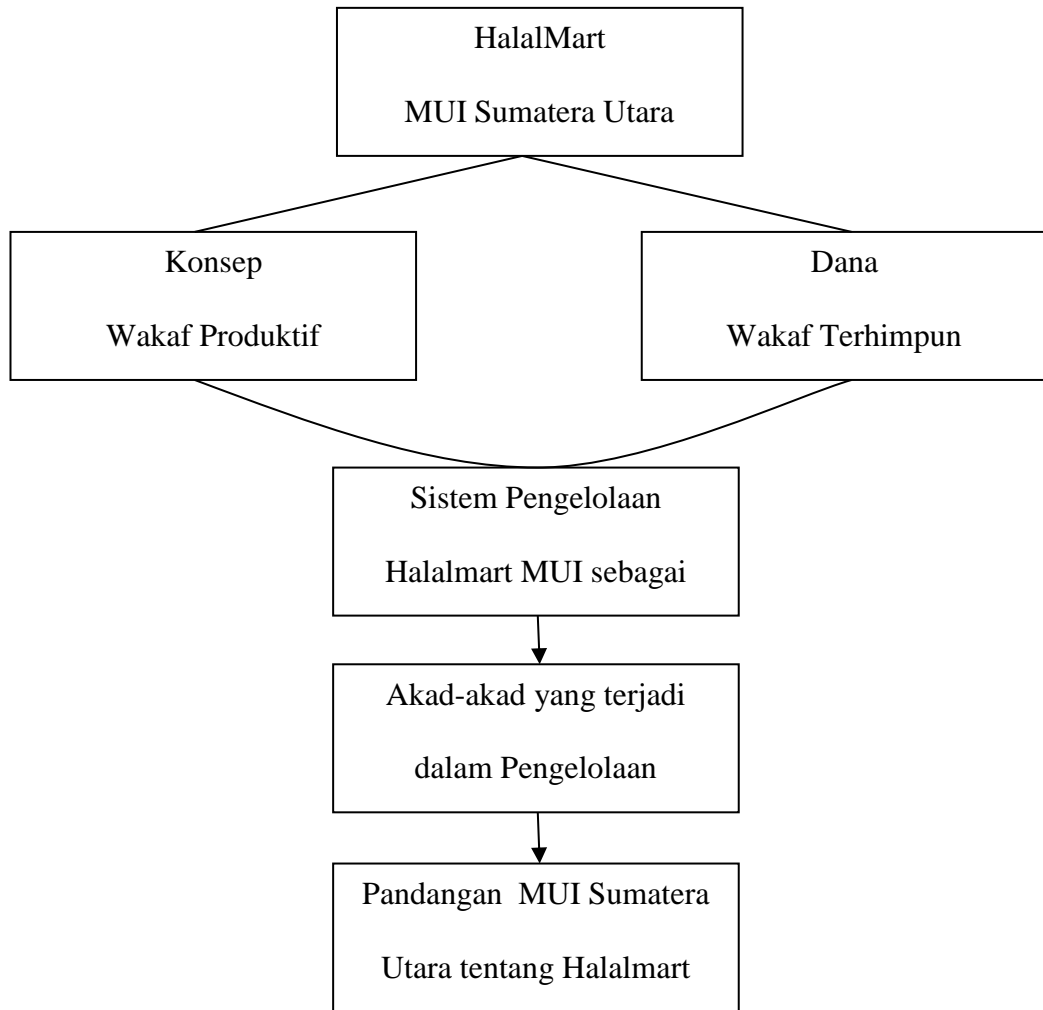 HalalMart
MUI Sumatera Utara
Konsep
Wakaf Produktif
Dana
Wakaf Terhimpun
Sistem Pengelolaan
Halalmart MUI sebagai
Akad-akad yang terjadi
dalam Pengelolaan
Pandangan MUI Sumatera
Utara tentang Halalmart